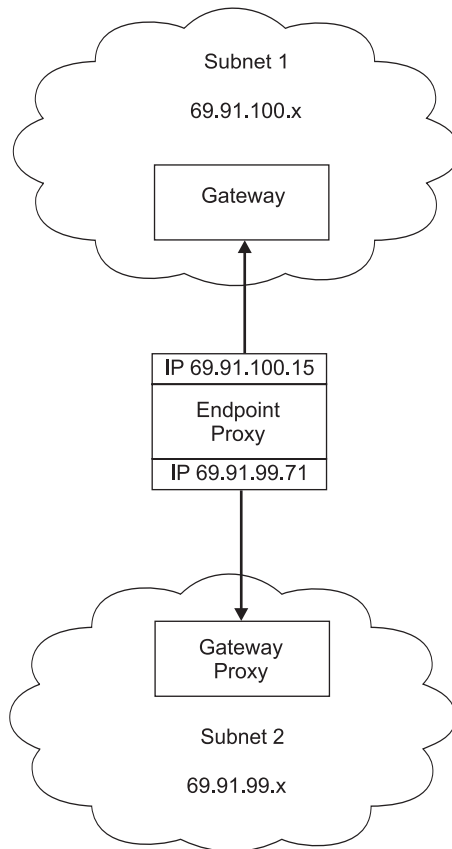 Subnet 1
69.91.100.x
Gateway
IP 69.91.100.15
Endpoint
Proxy
IP 69.91.99.71
Gateway
Proxy
Subnet 2
69.91.99.x